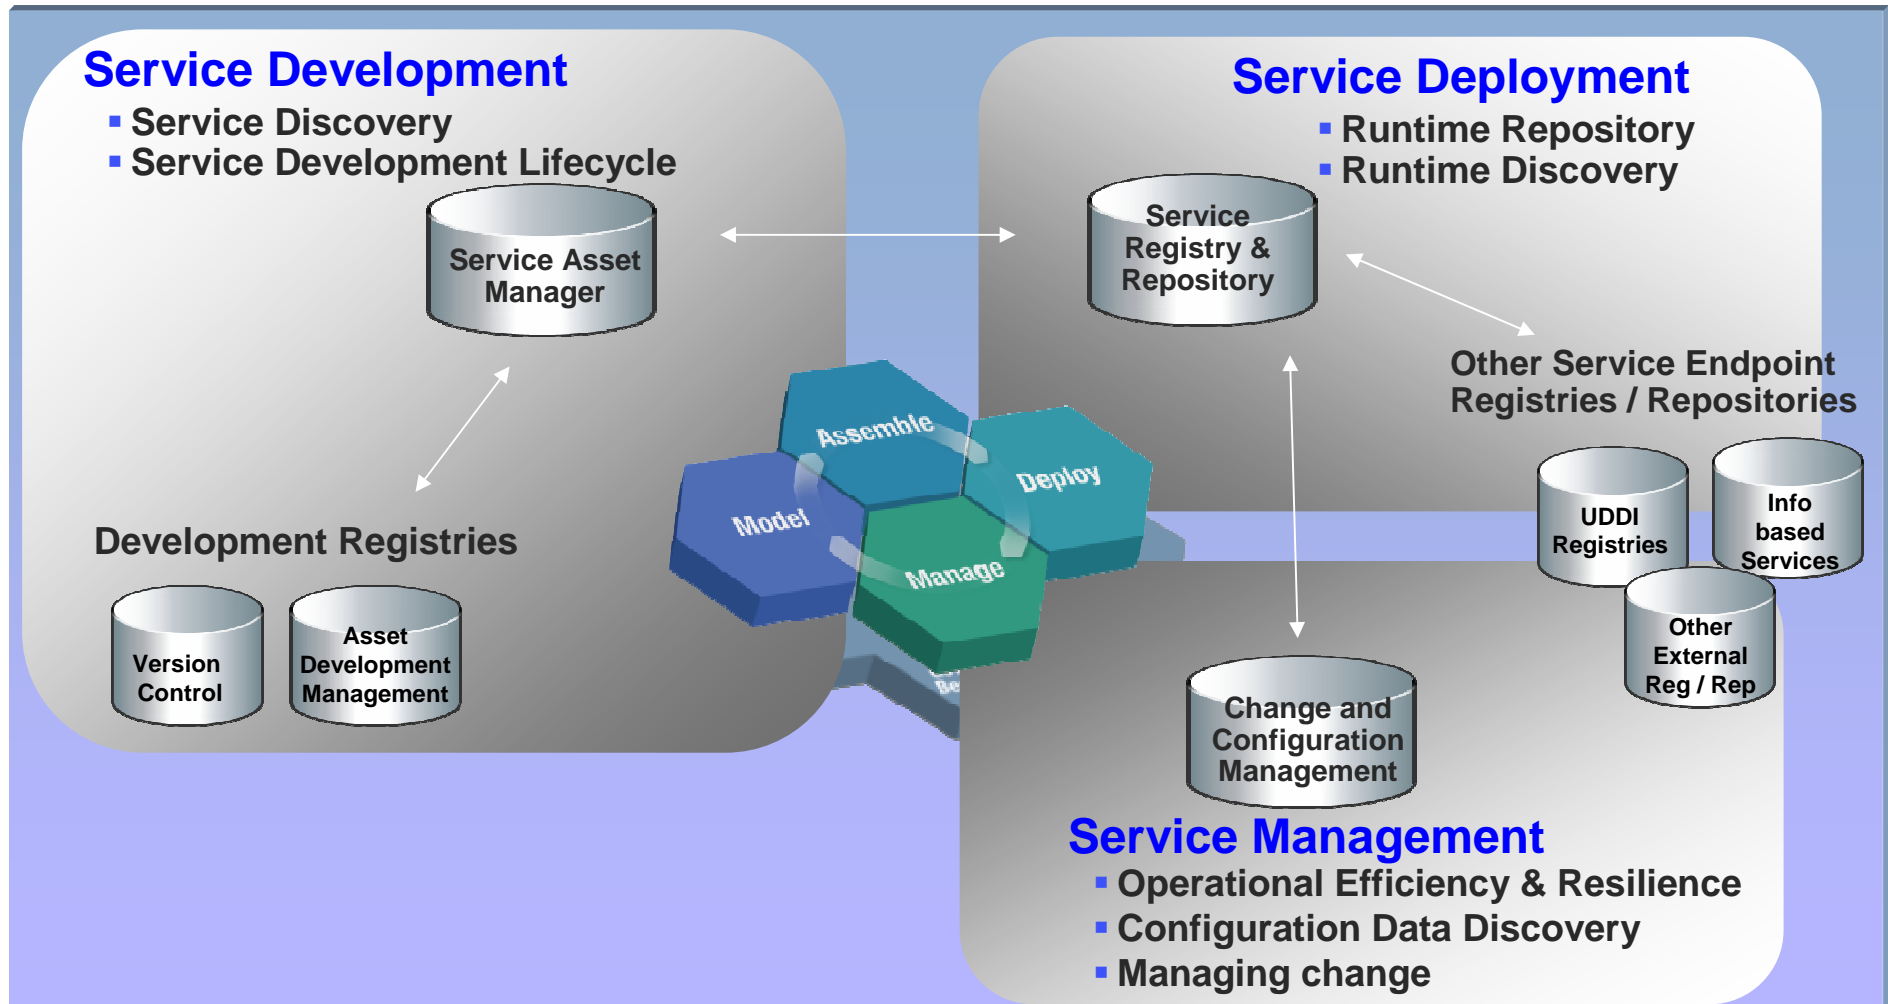 Service Development
Service Discovery
Service Development Lifecycle
Service Asset
Manager
Development Registries
Version
Control
Asset
Development
Management
Service Deployment
Runtime Repository
Runtime Discovery
Service
Registry &
Repository
Other Service Endpoint
Registries / Repositories
UDDI
Registries
Info
based
Services
Other
External
Reg / Rep
Assemble
Deploy
Model
Manage
Change and
Configuration
Management
Service Management
Operational Efficiency & Resilience
Configuration Data Discovery
Managing change